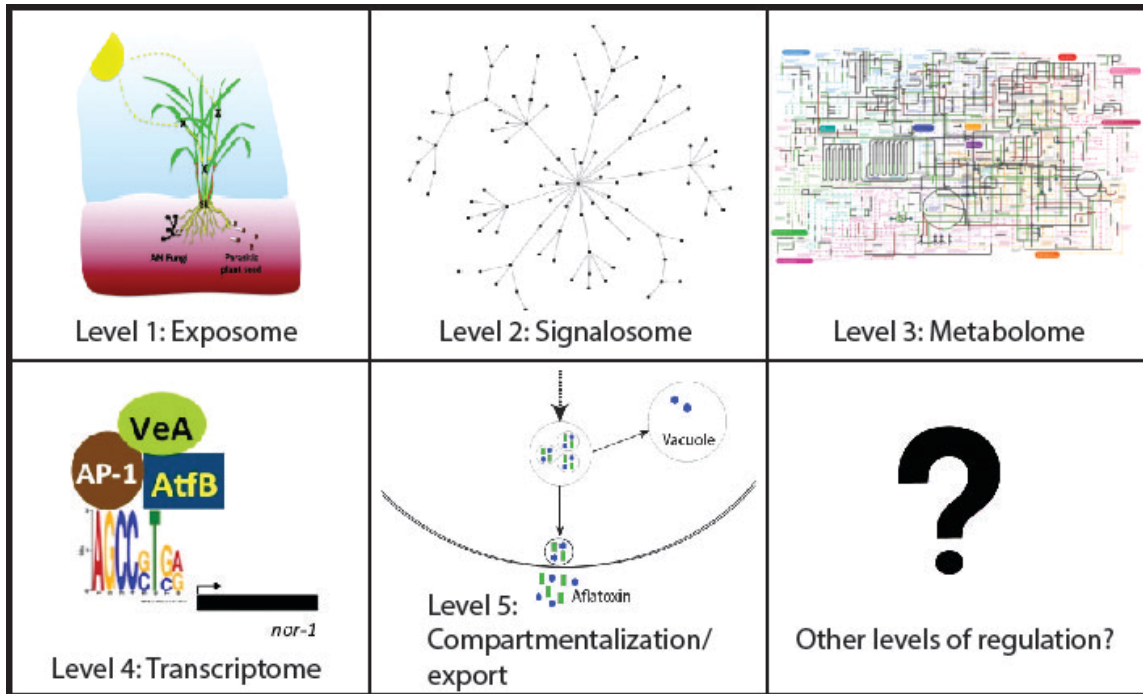 AM Fungi
Parasitic
plant seed
Level 1: Exposome
Level 2: Signalosome
Level 3: Metabolome
VeA
AP-1
AtfB
nor-1
Level 4: Transcriptome
Vacuole
Aflatoxin
Level 5:
Compartmentalization/
export
?
Other levels of regulation?